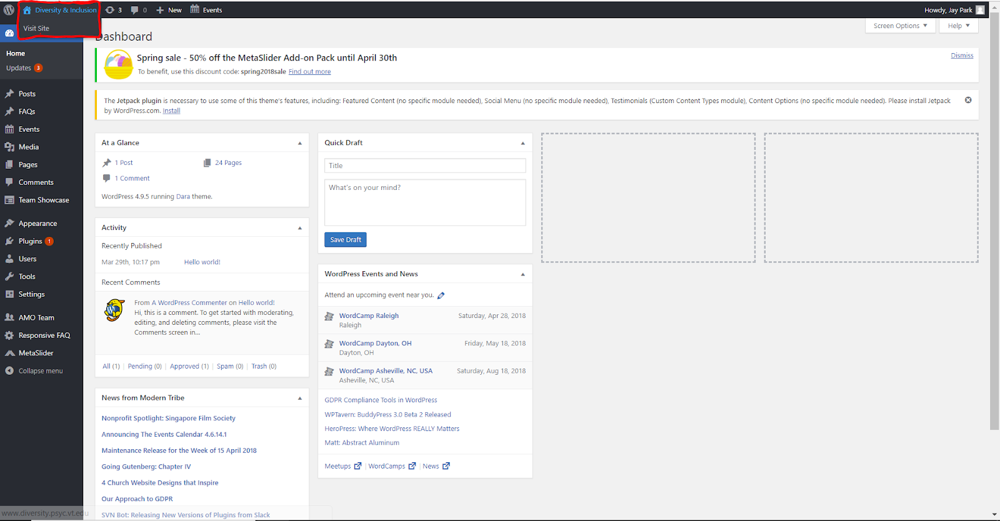 Diversity & Inclusion 3 0 New Events Howdy, Jay Park
Visit Site
Screen Options Help
Dashboard
Home
Updates 3
Posts
FAQs
Events
Media
Pages
Comments
Team Showcase
Appearance
Plugins 1
Users
Tools
Settings
AMO Team
Responsive FAQ
MetaSlider
Collapse menu
Spring sale - 50% off the MetaSlider Add-on Pack until April 30th
Dismiss
To benefit, use this discount code: spring2018sale Find out more
The Jetpack plugin is necessary to use some of this theme's features, including: Featured Content (no specific module needed), Social Menu (no specific module needed), Testimonials (Custom Content Types module), Content Options (no specific module needed). Please install Jetpack
by WordPress.com. Install
At a Glance
1 Post 24 Pages
1 Comment
WordPress 4.9.5 running Dara theme.
Activity
Recently Published
Mar 29th, 10:17 pm Hello world!
Recent Comments
From A WordPress Commenter on Hello world!
Hi, this is a comment. To get started with moderating,
editing, and deleting comments, please visit the
Comments screen in...
All (1) | Pending (0) | Approved (1) | Spam (0) | Trash (0)
News from Modern Tribe
Nonprofit Spotlight: Singapore Film Society
Announcing The Events Calendar 4.6.14.1
Maintenance Release for the Week of 15 April 2018
Going Gutenberg: Chapter IV
4 Church Website Designs that Inspire
Our Approach to GDPR
SVN Bot: Releasing New Versions of Plugins from Slack
Quick Draft
Title
What's on your mind?
Save Draft
WordPress Events and News
Attend an upcoming event near you.
WordCamp Raleigh Saturday, Apr 28, 2018
Raleigh
WordCamp Dayton, OH Friday, May 18, 2018
Dayton, OH
WordCamp Asheville, NC, USA Saturday, Aug 18, 2018
Asheville, NC, USA
GDPR Compliance Tools in WordPress
WPTavern: BuddyPress 3.0 Beta 2 Released
HeroPress: Where WordPress REALLY Matters
Matt: Abstract Aluminum
Meetups | WordCamps | News
www.diversity.psyc.vt.edu